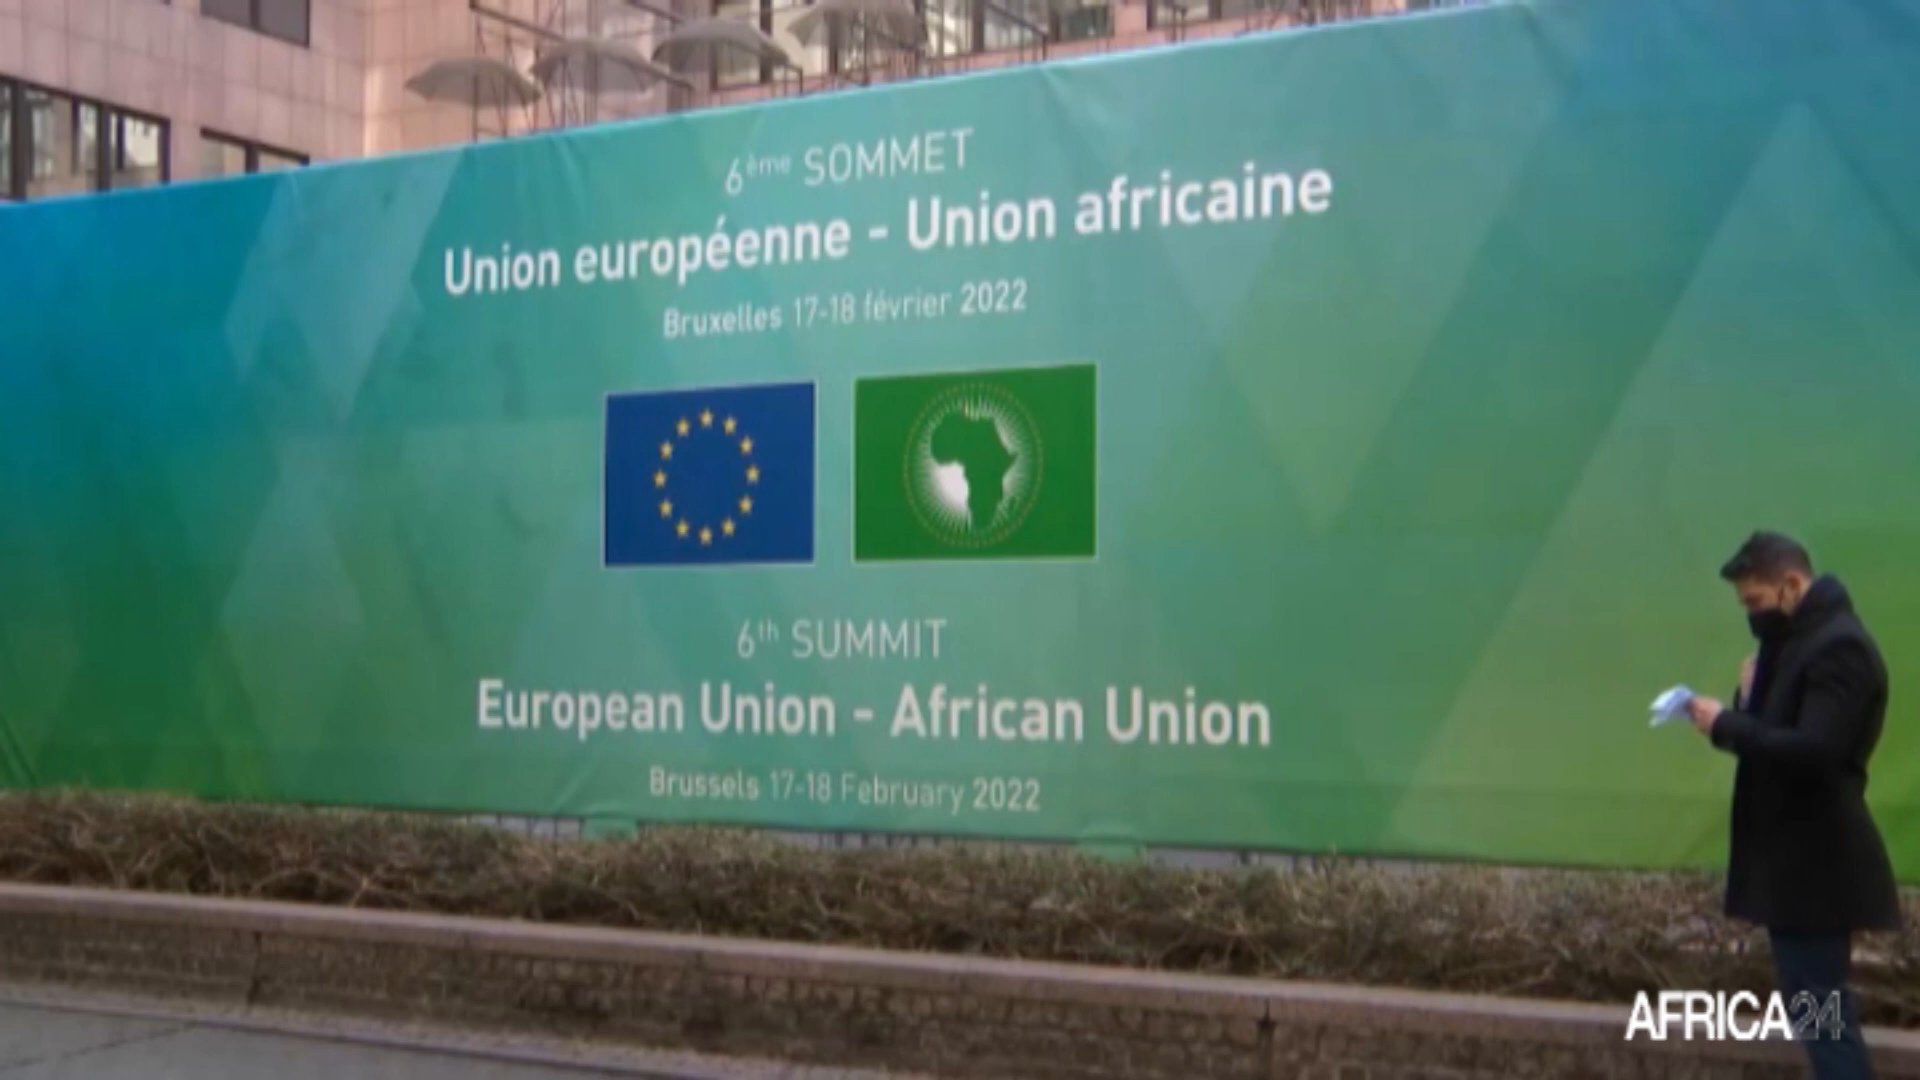 6ème SOMMET
Union européenne - Union africaine
Bruxelles 17-18 février 2022
6th SUMMIT
European Union - African Union
Brussels 17-18 February 2022
AFRICA24